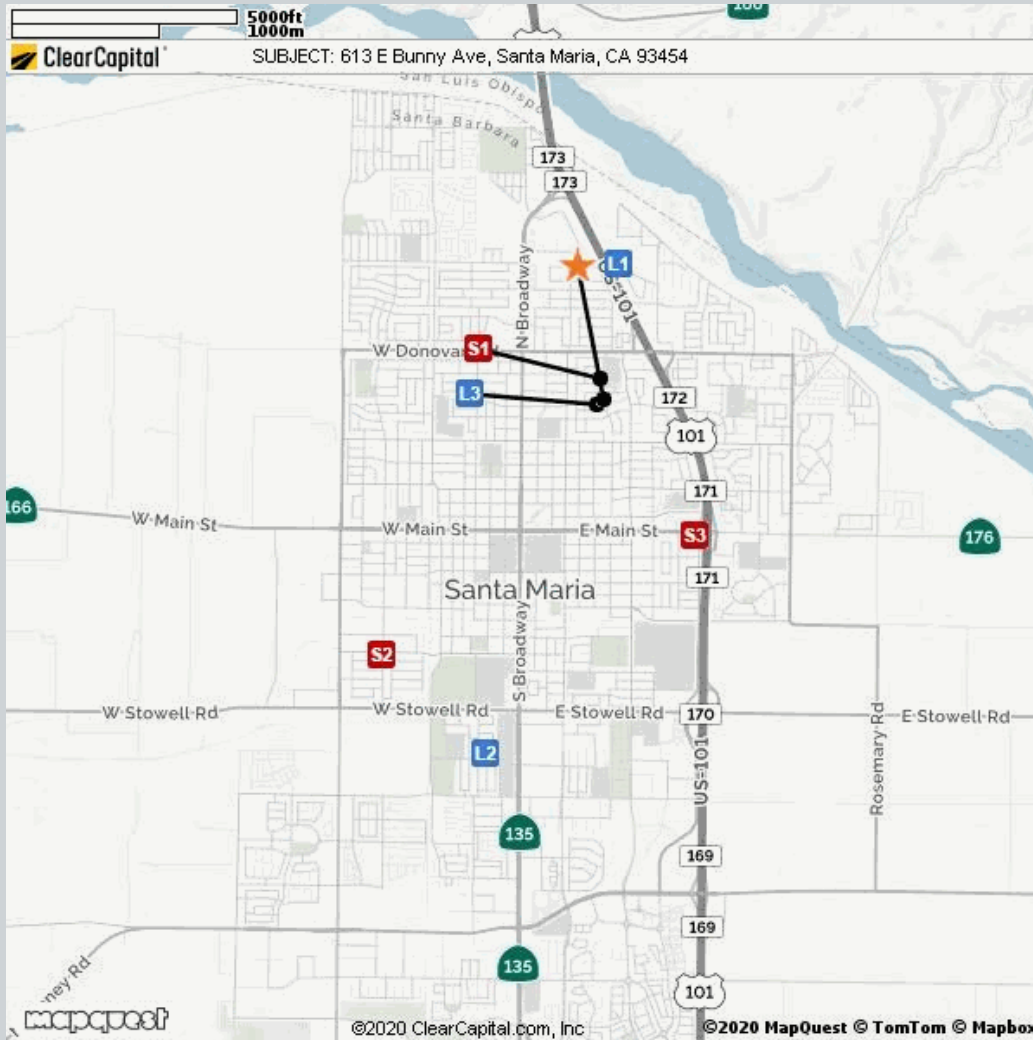 5000ft
1000m
166
ClearCapital
SUBJECT: 613 E Bunny Ave, Santa Maria, CA 93454
San Luis Obispo
Santa Barbara
173
173
L1
US-101
N Broadway
W Donovan
S1
L3
172
101
171
166
W Main St
W Main St
E Main St
S3
176
171
Santa Maria
S2
S Broadway
W Stowell Rd
W Stowell Rd
E Stowell Rd
170
E Stowell Rd
L2
US-101
Rosemary Rd
135
169
169
135
101
ney Rd
mapquest
©2020 ClearCapital.com, Inc
©2020 MapQuest © TomTom © Mapbox